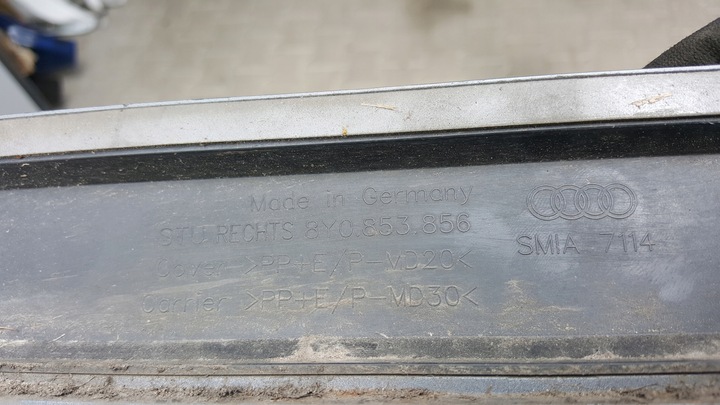 Made in Germany
STU RECHTS 8Y0.853.856
Cover >PP+E/P-MD20<
Carrier >PP+E/P-MD30<
SMIA 7114